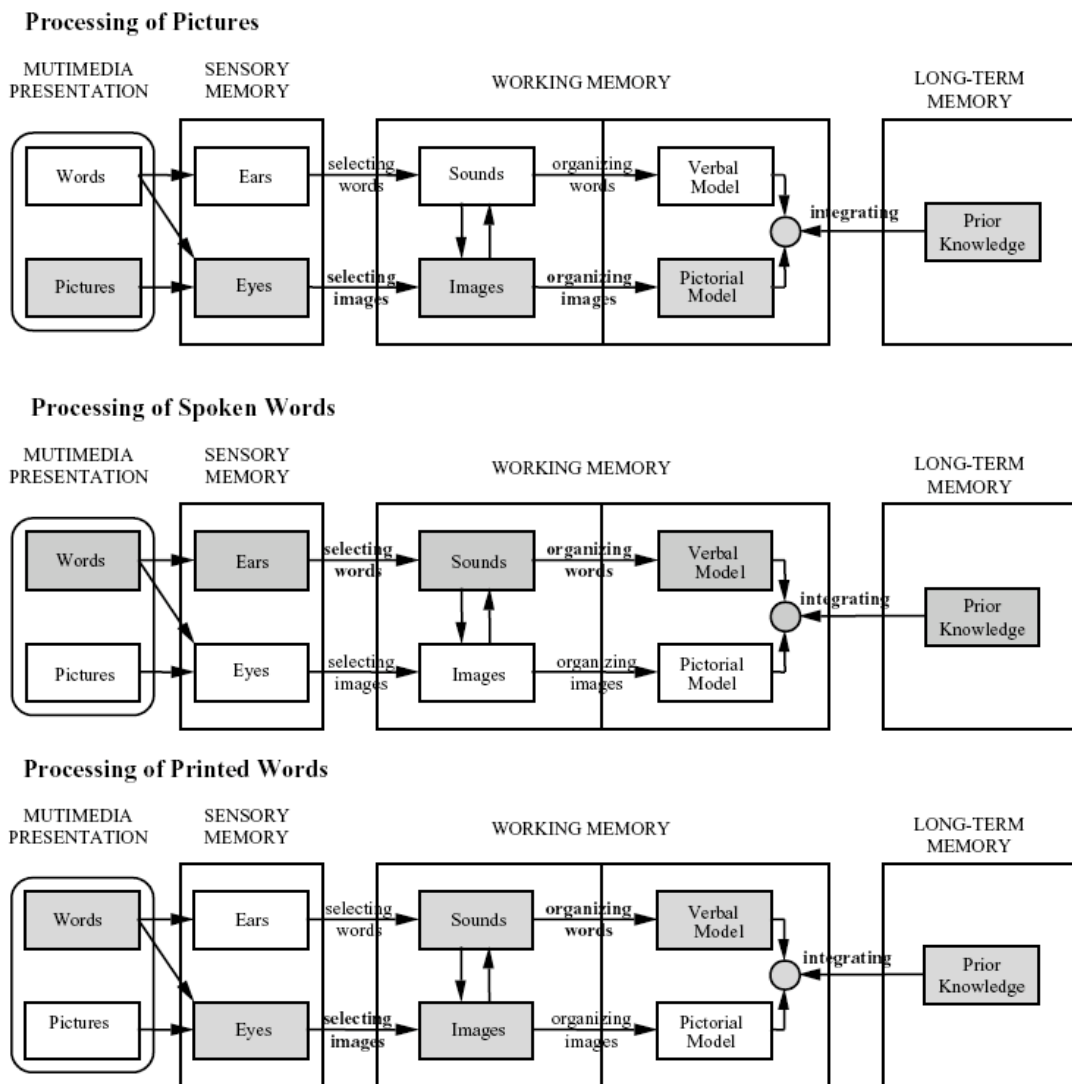 Processing of Pictures
MUTIMEDIA
PRESENTATION
SENSORY
MEMORY
WORKING MEMORY
LONG-TERM
MEMORY
Words
Ears
selecting
words
Sounds
organizing
words
Verbal
Model
integrating
Prior
Knowledge
Pictures
Eyes
selecting
images
Images
organizing
images
Pictorial
Model
Processing of Spoken Words
MUTIMEDIA
PRESENTATION
SENSORY
MEMORY
WORKING MEMORY
LONG-TERM
MEMORY
Words
Ears
selecting
words
Sounds
organizing
words
Verbal
Model
integrating
Prior
Knowledge
Pictures
Eyes
selecting
images
Images
organizing
images
Pictorial
Model
Processing of Printed Words
MUTIMEDIA
PRESENTATION
SENSORY
MEMORY
WORKING MEMORY
LONG-TERM
MEMORY
Words
Ears
selecting
words
Sounds
organizing
words
Verbal
Model
integrating
Prior
Knowledge
Pictures
Eyes
selecting
images
Images
organizing
images
Pictorial
Model